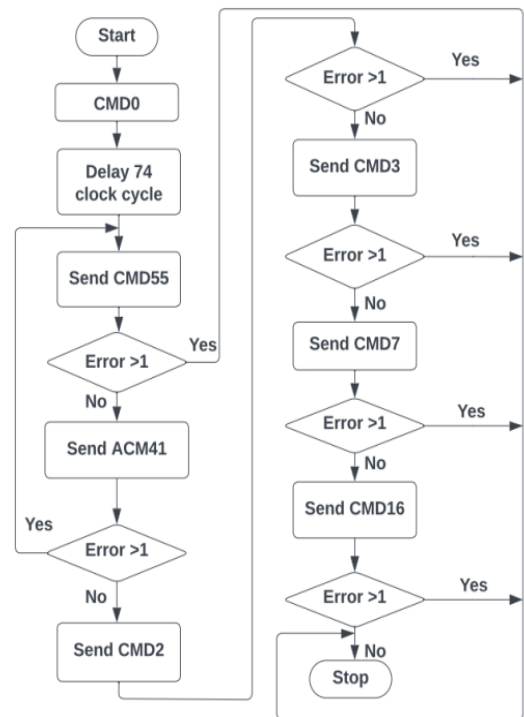 Start
CMD0
Delay 74
clock cycle
Send CMD55
Error >1
Yes
No
Send ACM41
Yes
Error >1
No
Send CMD2
Error >1
Yes
No
Send CMD3
Error >1
Yes
No
Send CMD7
Error >1
Yes
No
Send CMD16
Error >1
Yes
No
Stop